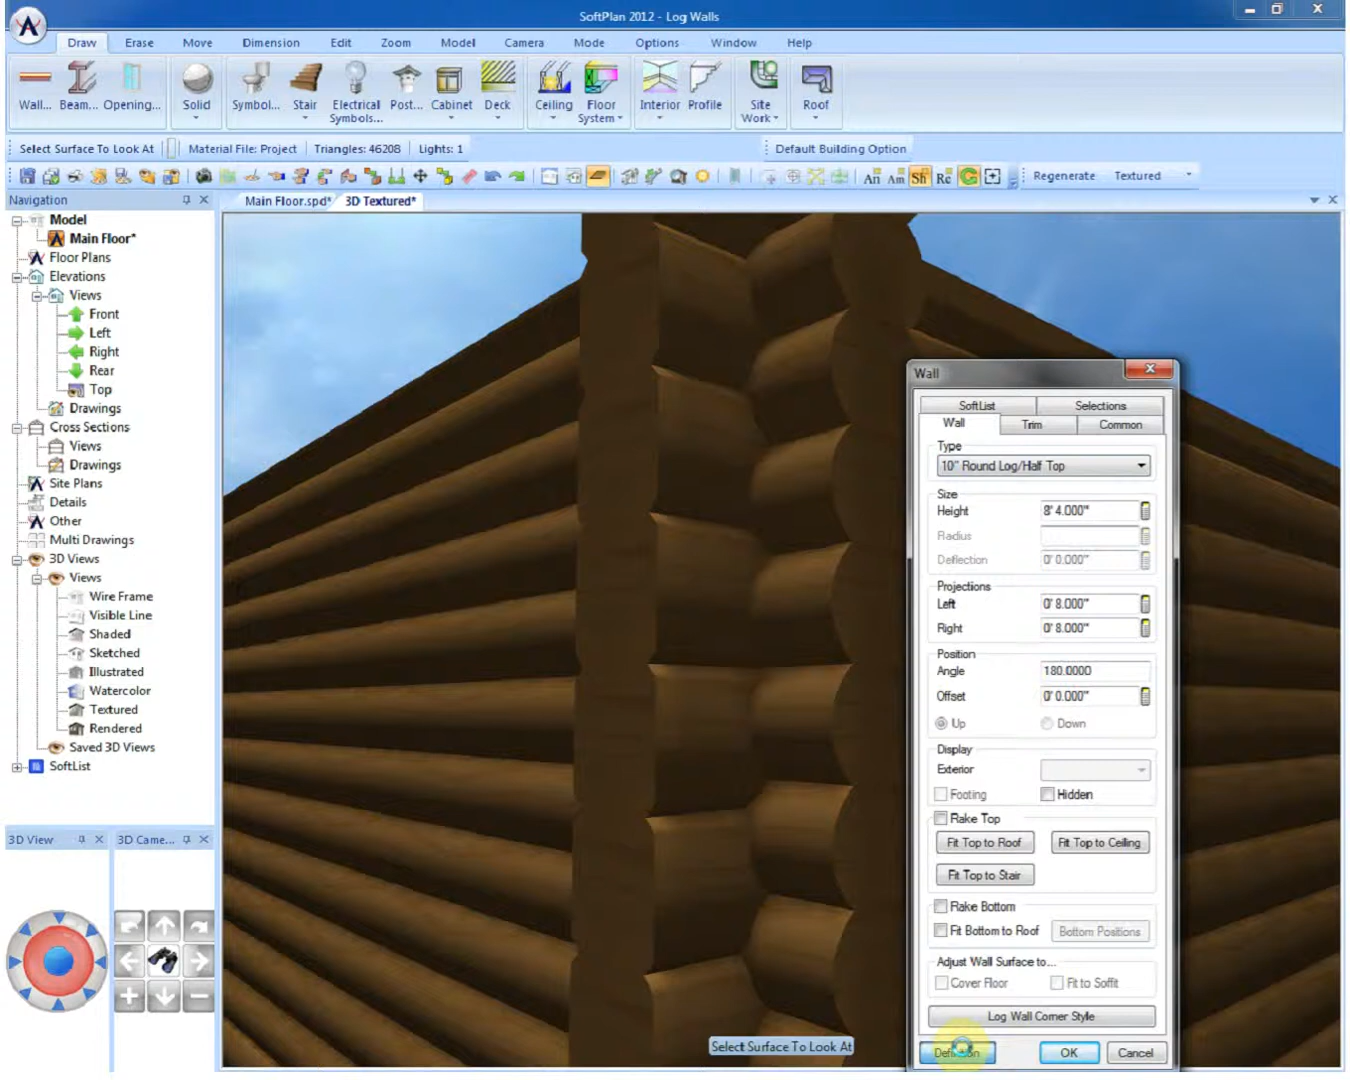 SoftPlan 2012 - Log Walls
Draw Erase Move Dimension Edit Zoom Model Camera Mode Options Window Help
Wall... Beam... Opening... Solid Symbol... Stair Electrical Symbols... Post... Cabinet Deck Ceiling Floor System Interior Profile Site Work Roof
Select Surface To Look At Material File: Project Triangles: 46208 Lights: 1 Default Building Option
An Am Sh Re Regenerate Textured
Navigation
Main Floor.spd* 3D Textured*
Model
Main Floor*
Floor Plans
Elevations
Views
Front
Left
Right
Rear
Top
Drawings
Cross Sections
Views
Drawings
Site Plans
Details
Other
Multi Drawings
3D Views
Views
Wire Frame
Visible Line
Shaded
Sketched
Illustrated
Watercolor
Textured
Rendered
Saved 3D Views
SoftList
3D View 3D Came...
Select Surface To Look At
Wall
SoftList Selections
Wall Trim Common
Type
10" Round Log/Half Top
Size
Height 8' 4.000"
Radius
Deflection 0' 0.000"
Projections
Left 0' 8.000"
Right 0' 8.000"
Position
Angle 180.0000
Offset 0' 0.000"
Up Down
Display
Exterior
Footing Hidden
Rake Top
Fit Top to Roof Fit Top to Ceiling
Fit Top to Stair
Rake Bottom
Fit Bottom to Roof Bottom Positions
Adjust Wall Surface to...
Cover Floor Fit to Soffit
Log Wall Corner Style
OK Cancel